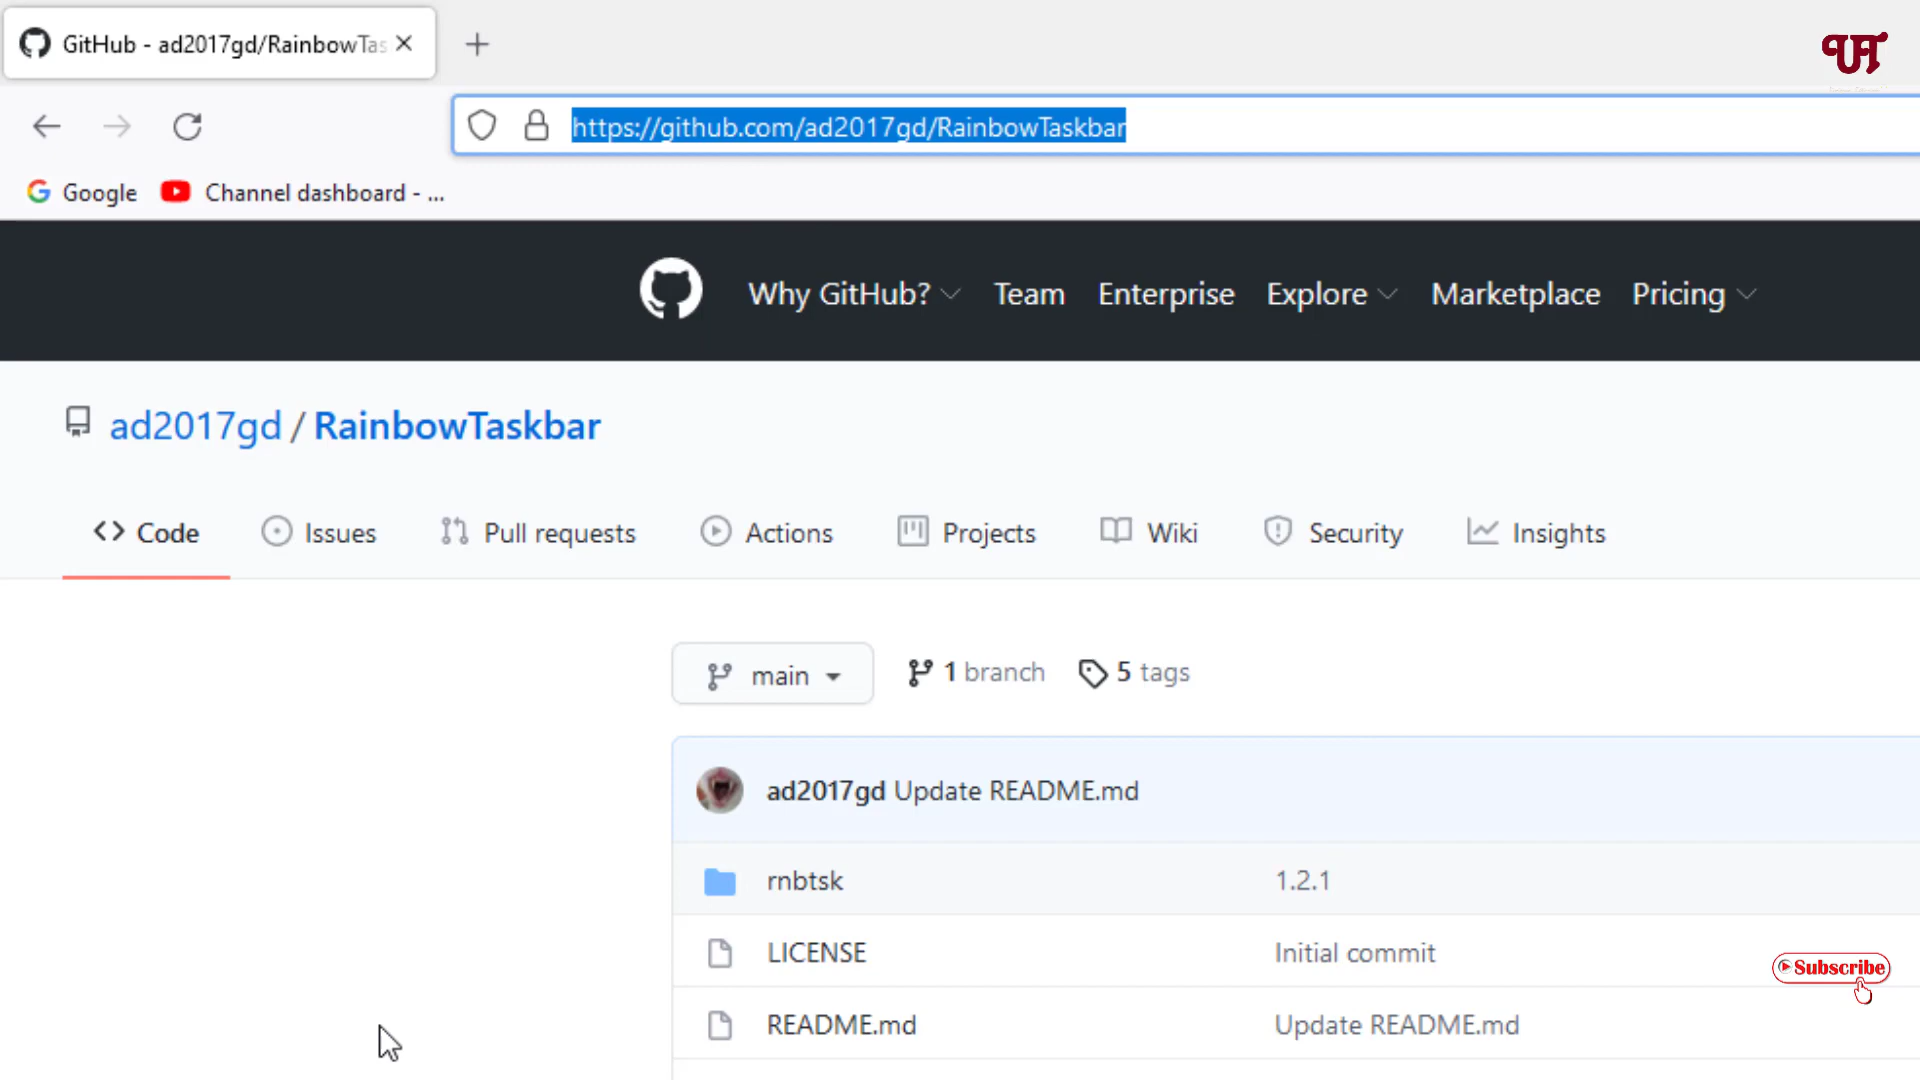 GitHub - ad2017gd/RainbowTas
UT
https://github.com/ad2017gd/RainbowTaskbar
Google Channel dashboard - ...
Why GitHub? Team Enterprise Explore Marketplace Pricing
ad2017gd / RainbowTaskbar
Code Issues Pull requests Actions Projects Wiki Security Insights
main 1 branch 5 tags
ad2017gd Update README.md
rnbtsk 1.2.1
LICENSE Initial commit
Subscribe
README.md Update README.md